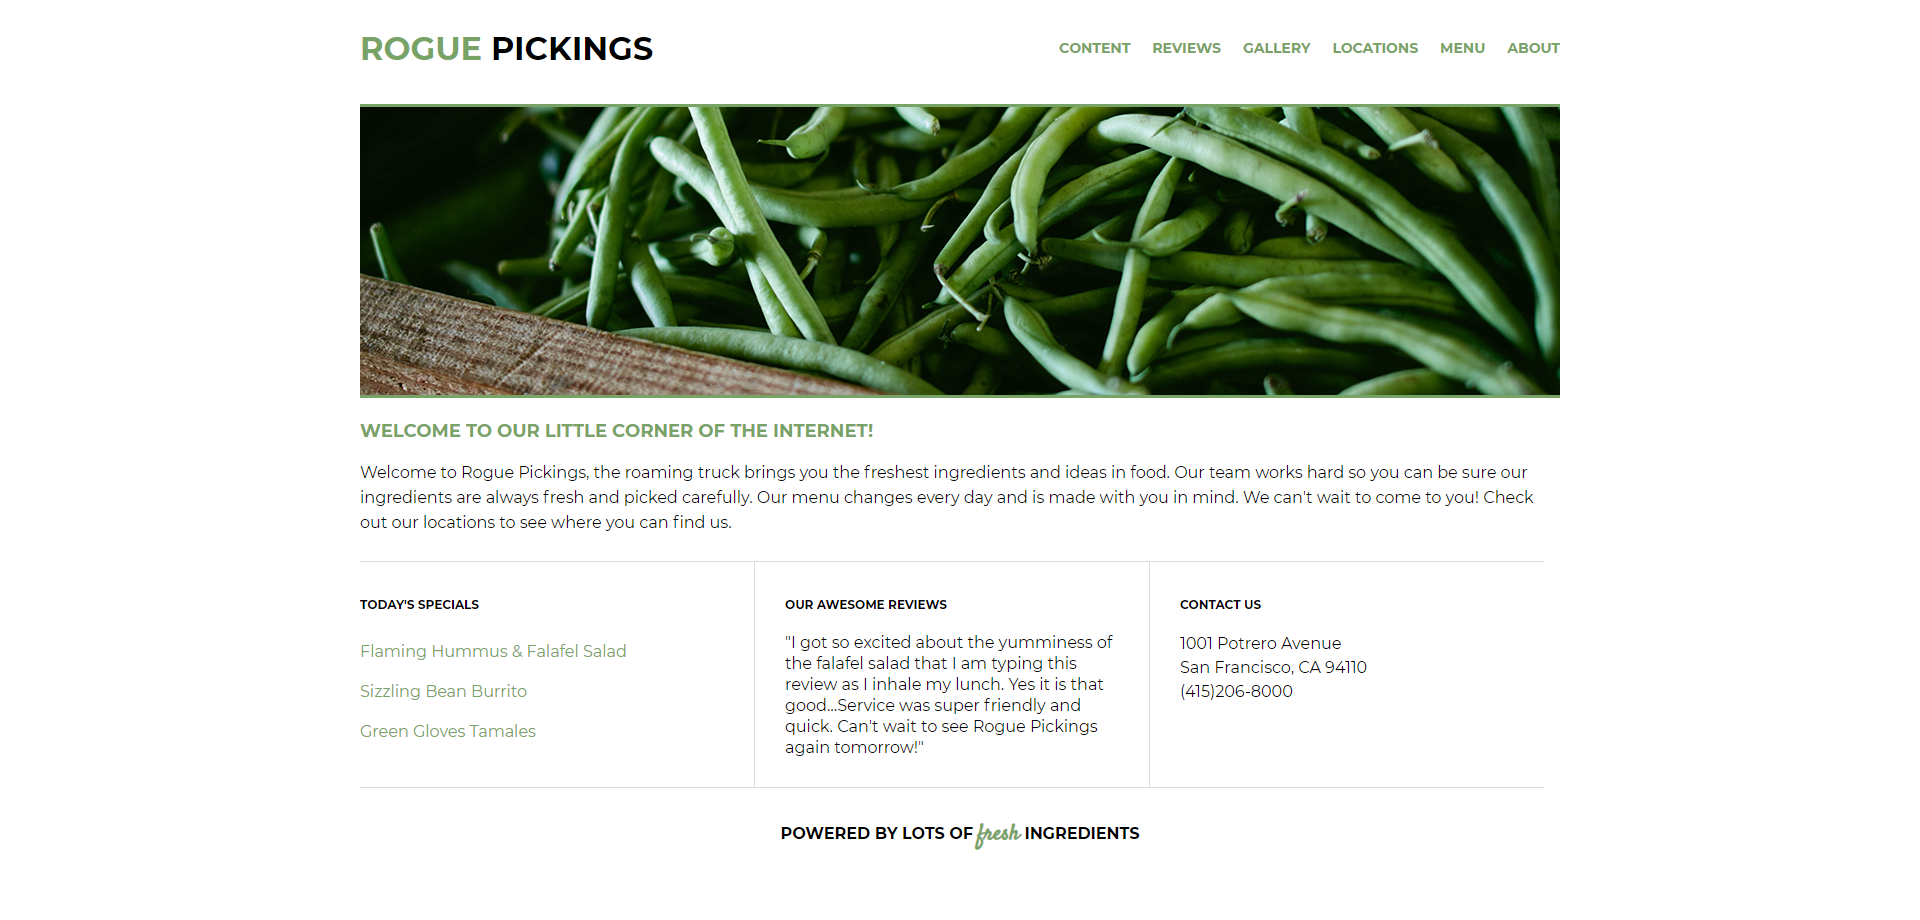 ROGUE PICKINGS
CONTENT REVIEWS GALLERY LOCATIONS MENU ABOUT
WELCOME TO OUR LITTLE CORNER OF THE INTERNET!
Welcome to Rogue Pickings, the roaming truck brings you the freshest ingredients and ideas in food. Our team works hard so you can be sure our
ingredients are always fresh and picked carefully. Our menu changes every day and is made with you in mind. We can't wait to come to you! Check
out our locations to see where you can find us.
TODAY'S SPECIALS
Flaming Hummus & Falafel Salad
Sizzling Bean Burrito
Green Gloves Tamales
OUR AWESOME REVIEWS
"I got so excited about the yumminess of
the falafel salad that I am typing this
review as I inhale my lunch. Yes it is that
good...Service was super friendly and
quick. Can't wait to see Rogue Pickings
again tomorrow!"
CONTACT US
1001 Potrero Avenue
San Francisco, CA 94110
(415)206-8000
POWERED BY LOTS OF fresh INGREDIENTS